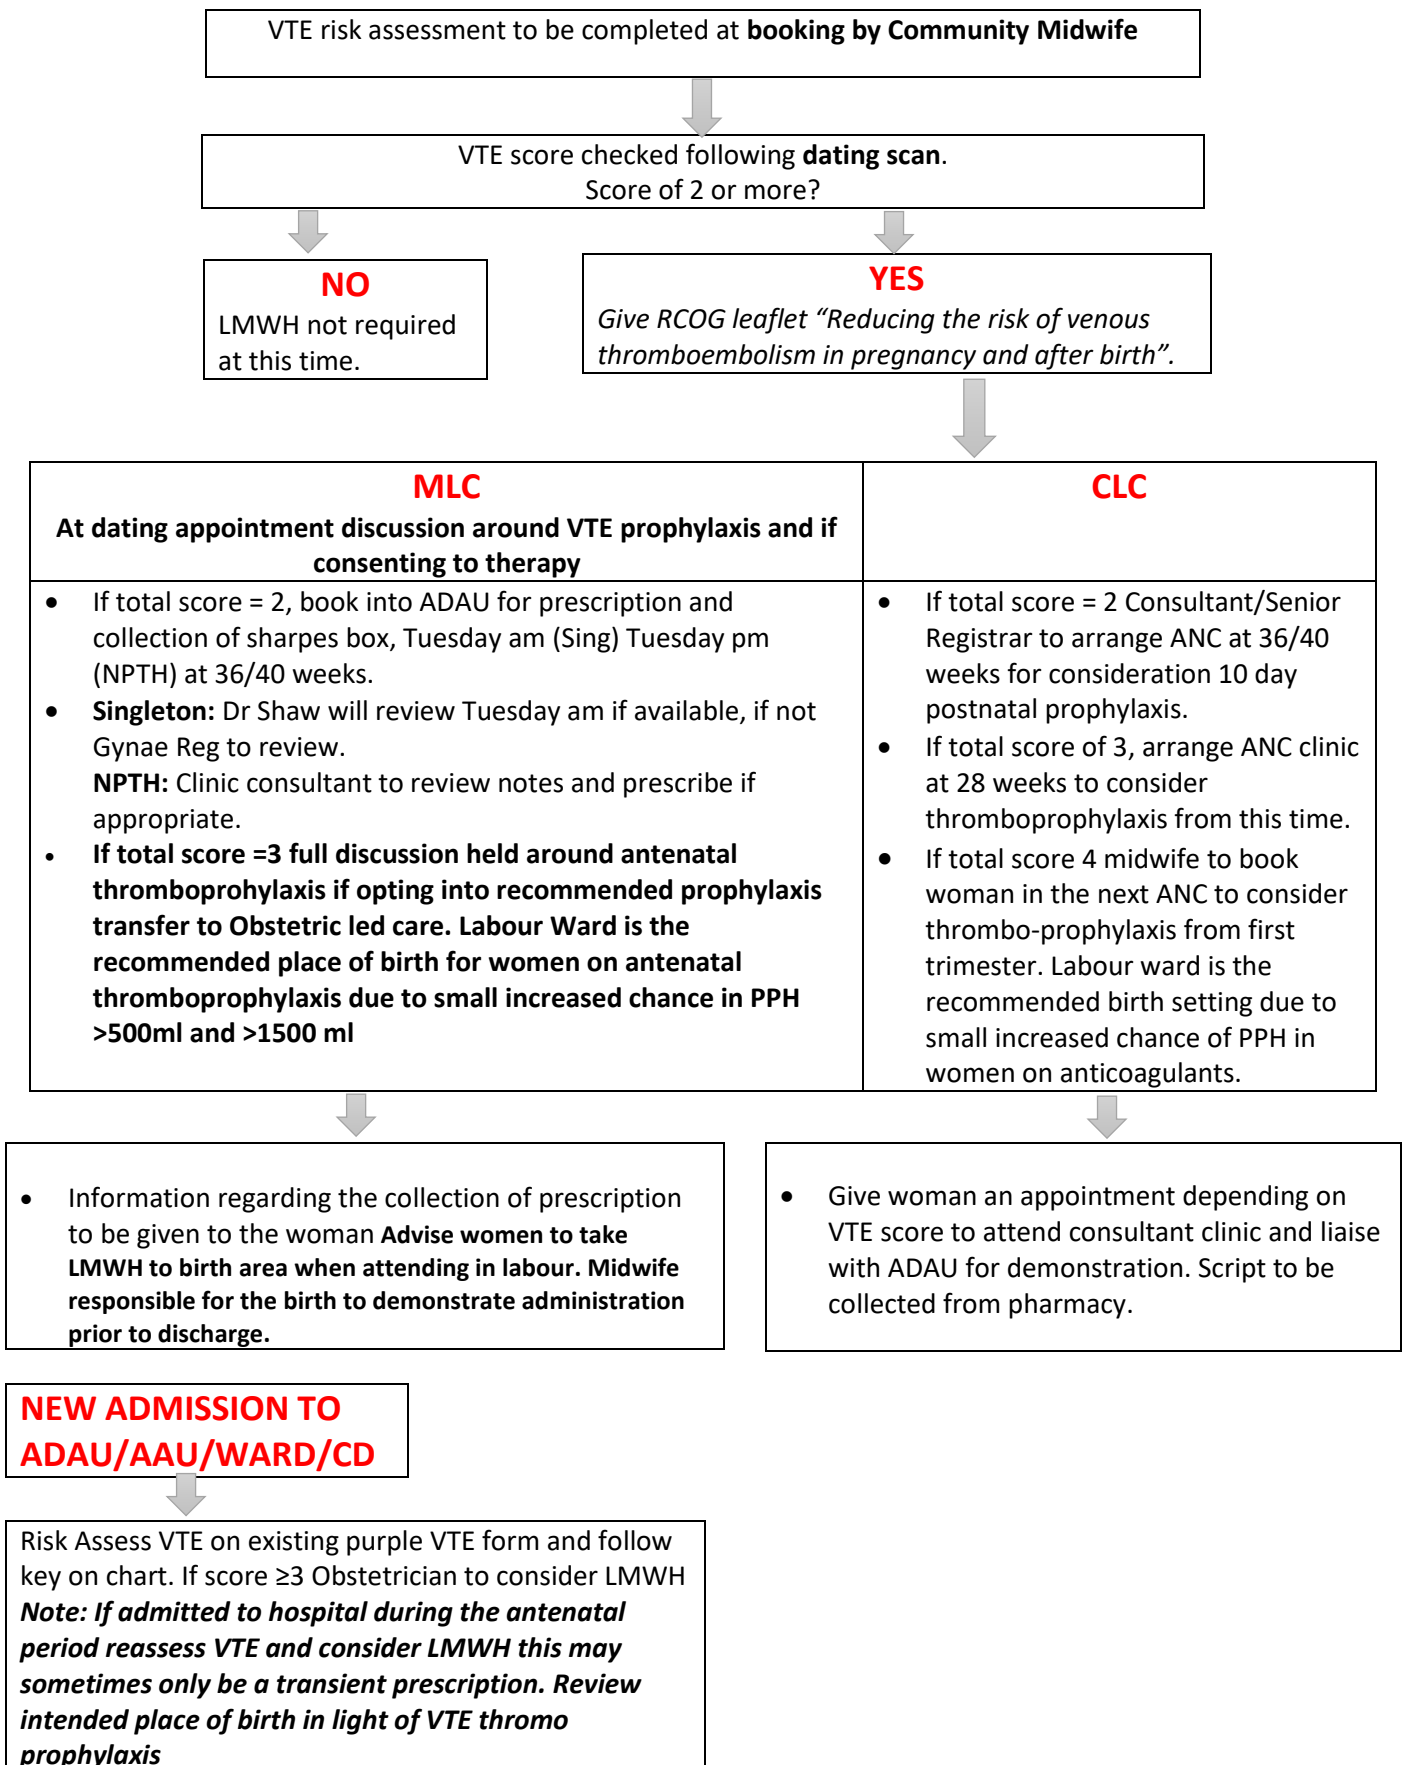 VTE risk assessment to be completed at booking by Community Midwife
VTE score checked following dating scan.
Score of 2 or more?
NO
LMWH not required
at this time.
YES
Give RCOG leaflet “Reducing the risk of venous
thromboembolism in pregnancy and after birth”.
MLC
At dating appointment discussion around VTE prophylaxis and if
consenting to therapy
• If total score = 2, book into ADAU for prescription and
collection of sharpes box, Tuesday am (Sing) Tuesday pm
(NPTH) at 36/40 weeks.
• Singleton: Dr Shaw will review Tuesday am if available, if not
Gynae Reg to review.
NPTH: Clinic consultant to review notes and prescribe if
appropriate.
• If total score =3 full discussion held around antenatal
thromboprohylaxis if opting into recommended prophylaxis
transfer to Obstetric led care. Labour Ward is the
recommended place of birth for women on antenatal
thromboprophylaxis due to small increased chance in PPH
>500ml and >1500 ml
CLC
• If total score = 2 Consultant/Senior
Registrar to arrange ANC at 36/40
weeks for consideration 10 day
postnatal prophylaxis.
• If total score of 3, arrange ANC clinic
at 28 weeks to consider
thromboprophylaxis from this time.
• If total score 4 midwife to book
woman in the next ANC to consider
thrombo-prophylaxis from first
trimester. Labour ward is the
recommended birth setting due to
small increased chance of PPH in
women on anticoagulants.
• Information regarding the collection of prescription
to be given to the woman Advise women to take
LMWH to birth area when attending in labour. Midwife
responsible for the birth to demonstrate administration
prior to discharge.
• Give woman an appointment depending on
VTE score to attend consultant clinic and liaise
with ADAU for demonstration. Script to be
collected from pharmacy.
NEW ADMISSION TO
ADAU/AAU/WARD/CD
Risk Assess VTE on existing purple VTE form and follow
key on chart. If score ≥3 Obstetrician to consider LMWH
Note: If admitted to hospital during the antenatal
period reassess VTE and consider LMWH this may
sometimes only be a transient prescription. Review
intended place of birth in light of VTE thromo
prophylaxis